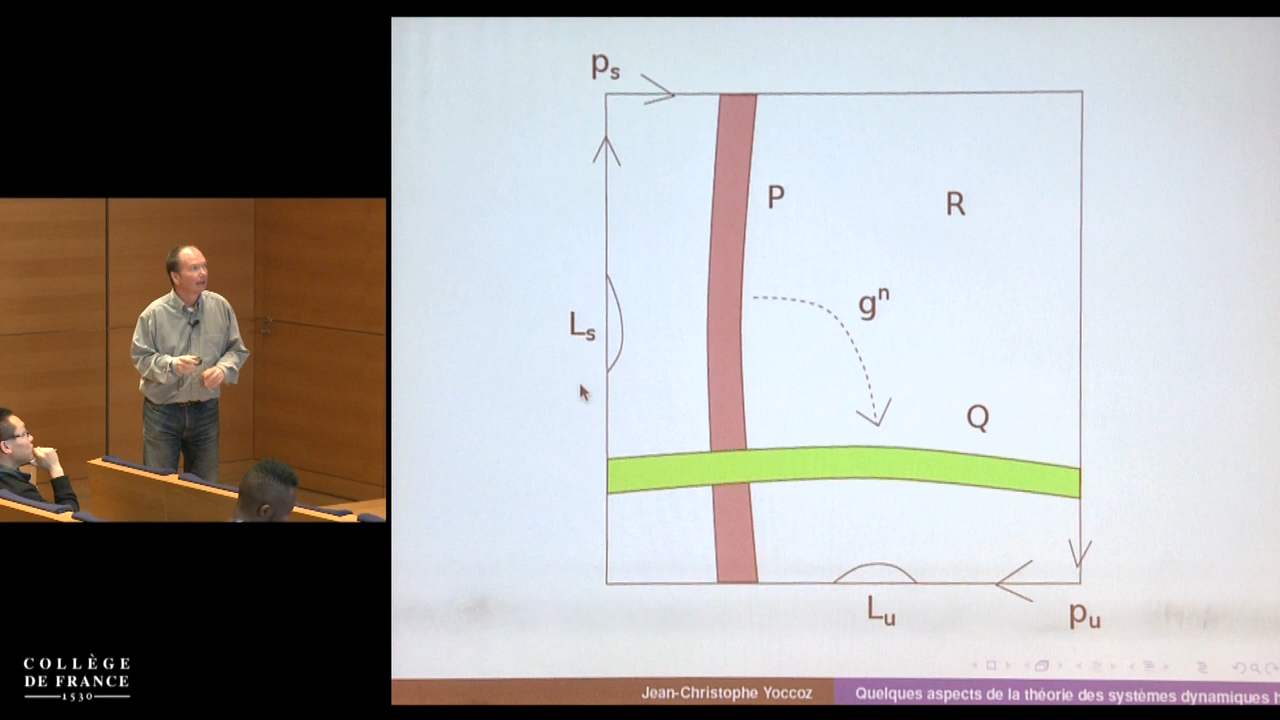 p_s
P
R
g^n
L_s
Q
L_u
p_u
COLLÈGE
DE FRANCE
1530
Jean-Christophe Yoccoz
Quelques aspects de la théorie des systèmes dynamiques h